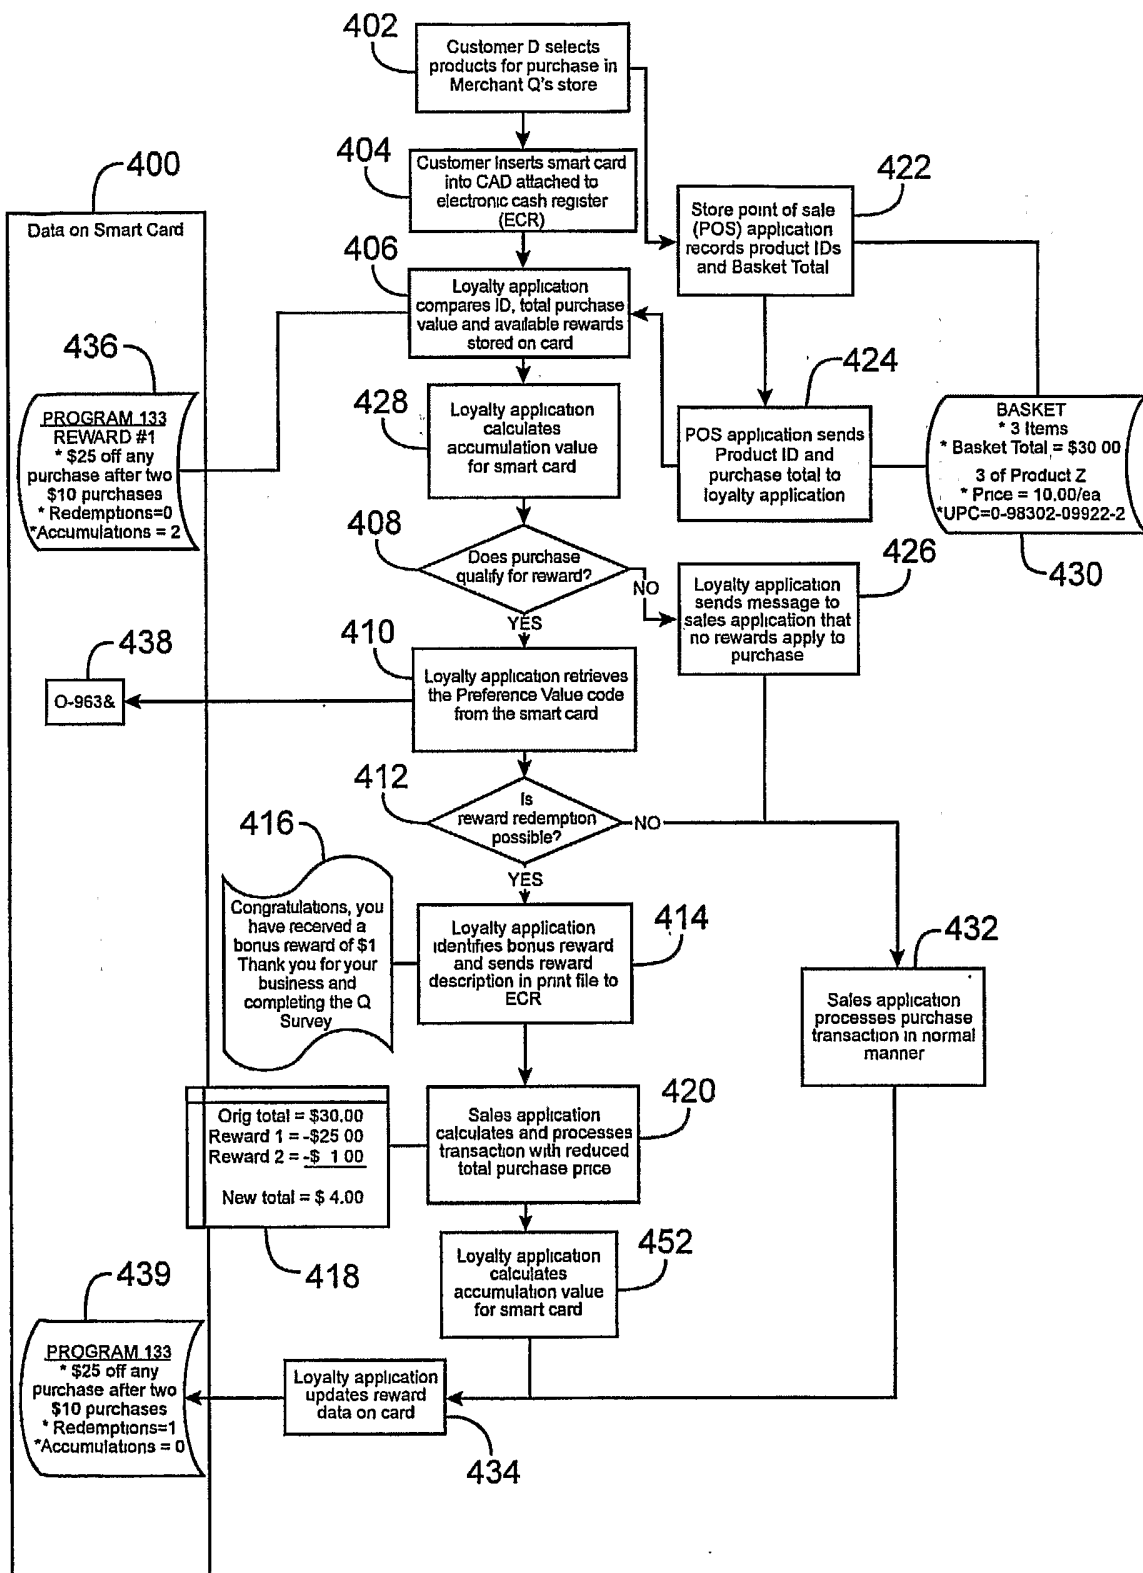 402
Customer D selects
products for purchase in
Merchant Q's store
404
Customer Inserts smart card
into CAD attached to
electronic cash register
(ECR)
400
Data on Smart Card
422
Store point of sale
(POS) application
records product IDs
and Basket Total
406
Loyalty application
compares ID, total purchase
value and available rewards
stored on card
436
PROGRAM 133
REWARD #1
* $25 off any
purchase after two
$10 purchases
* Redemptions=0
*Accumulations = 2
428
Loyalty application
calculates
accumulation value
for smart card
424
POS application sends
Product ID and
purchase total to
loyalty application
BASKET
* 3 Items
* Basket Total = $30 00
3 of Product Z
* Price = 10.00/ea
*UPC=0-98302-09922-2
430
408
Does purchase
qualify for reward?
NO
YES
426
Loyalty application
sends message to
sales application that
no rewards apply to
purchase
438
O-963&
410
Loyalty application retrieves
the Preference Value code
from the smart card
412
Is
reward redemption
possible?
NO
YES
416
Congratulations, you
have received a
bonus reward of $1
Thank you for your
business and
completing the Q
Survey
414
Loyalty application
identifies bonus reward
and sends reward
description in print file to
ECR
432
Sales application
processes purchase
transaction in normal
manner
Orig total = $30.00
Reward 1 = -$25 00
Reward 2 = -$ 1 00
New total = $ 4.00
418
420
Sales application
calculates and processes
transaction with reduced
total purchase price
452
Loyalty application
calculates
accumulation value
for smart card
439
PROGRAM 133
* $25 off any
purchase after two
$10 purchases
* Redemptions=1
*Accumulations = 0
Loyalty application
updates reward
data on card
434